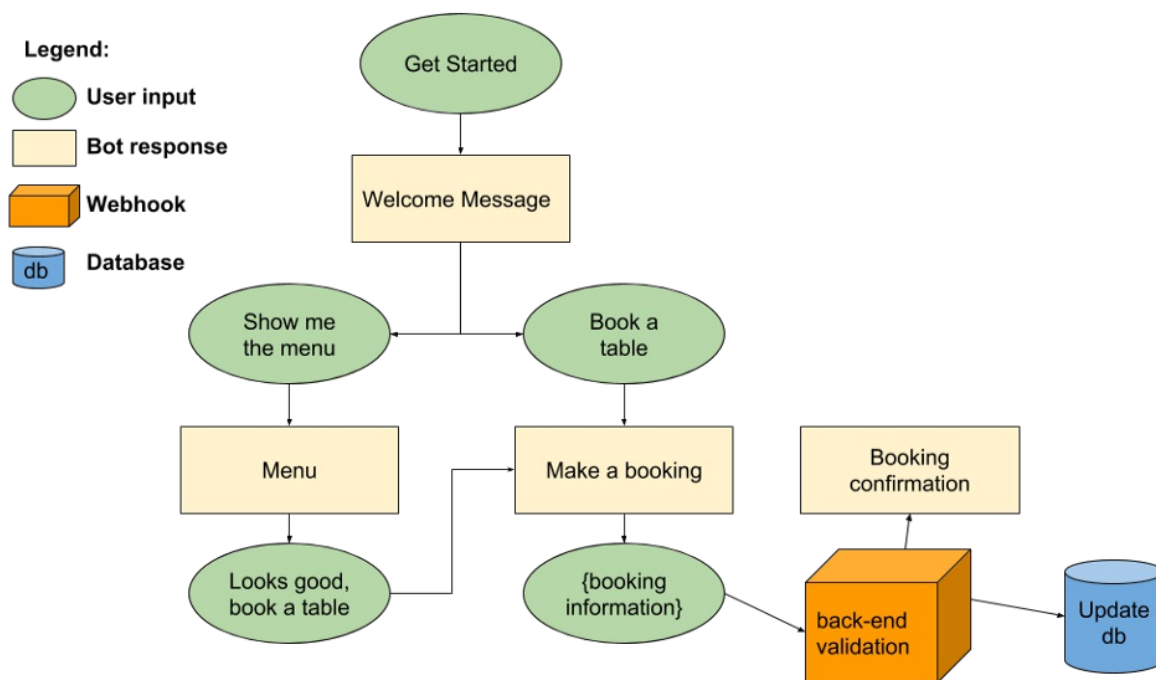 Legend:
User input
Bot response
Webhook
db
Database
Get Started
Welcome Message
Show me
the menu
Book a
table
Menu
Make a booking
Booking
confirmation
Looks good,
book a table
{booking
information}
back-end
validation
Update
db